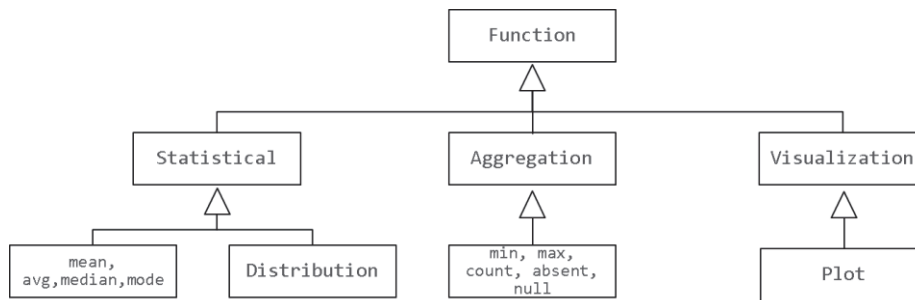 Function
Statistical
Aggregation
Visualization
mean,
avg,median,mode
Distribution
min, max,
count, absent,
null
Plot